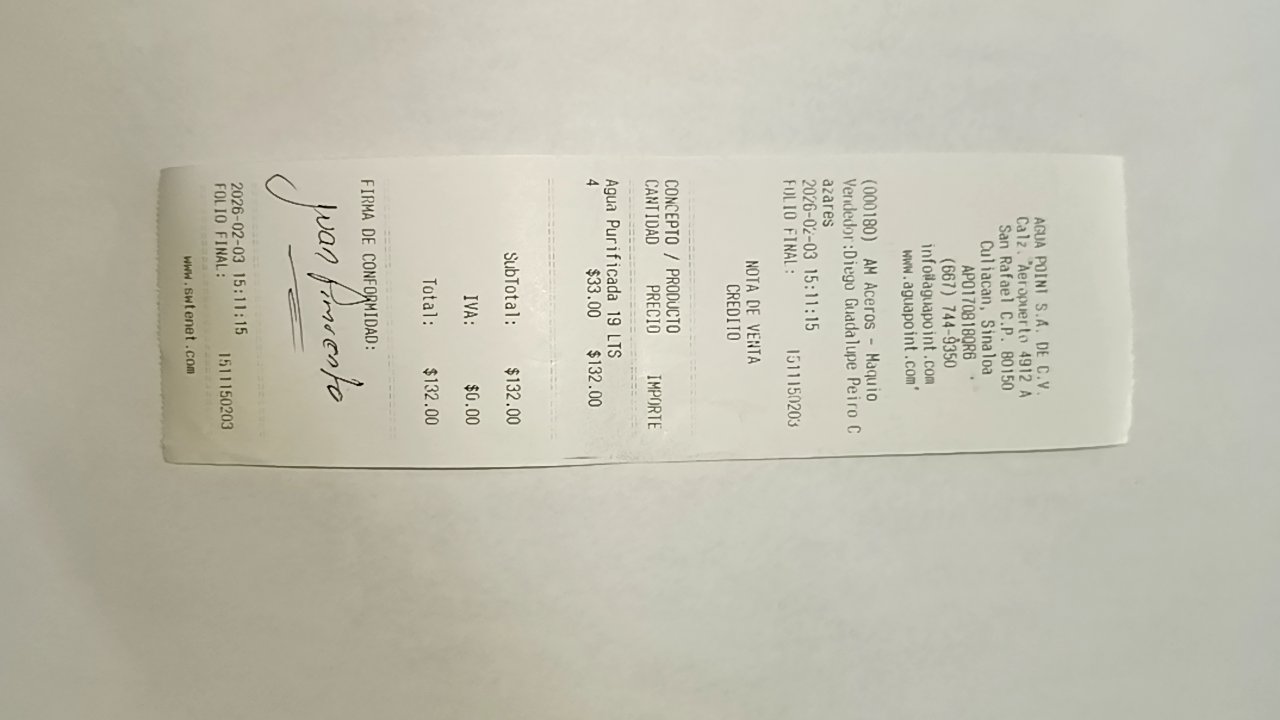 AGUA POINT S.A. DE C.V.
Calz. Aeropuerto 4912 A
San Rafael C.P. 80150
Culiacan, Sinaloa
APO170818QR6
(667) 744-9350
info@aguapoint.com
www.aguapoint.com
(000180) AM Aceros - Maquio
Vendedor:Diego Guadalupe Peiro C
azares
2026-02-03 15:11:15
FOLIO FINAL: 1511150203
NOTA DE VENTA
CREDITO
CONCEPTO / PRODUCTO
CANTIDAD PRECIO IMPORTE
Agua Purificada 19 LTS
4 $33.00 $132.00
SubTotal: $132.00
IVA: $0.00
Total: $132.00
FIRMA DE CONFORMIDAD:
Juan Pimento
2026-02-03 15:11:15
FOLIO FINAL: 1511150203
www.swtenet.com